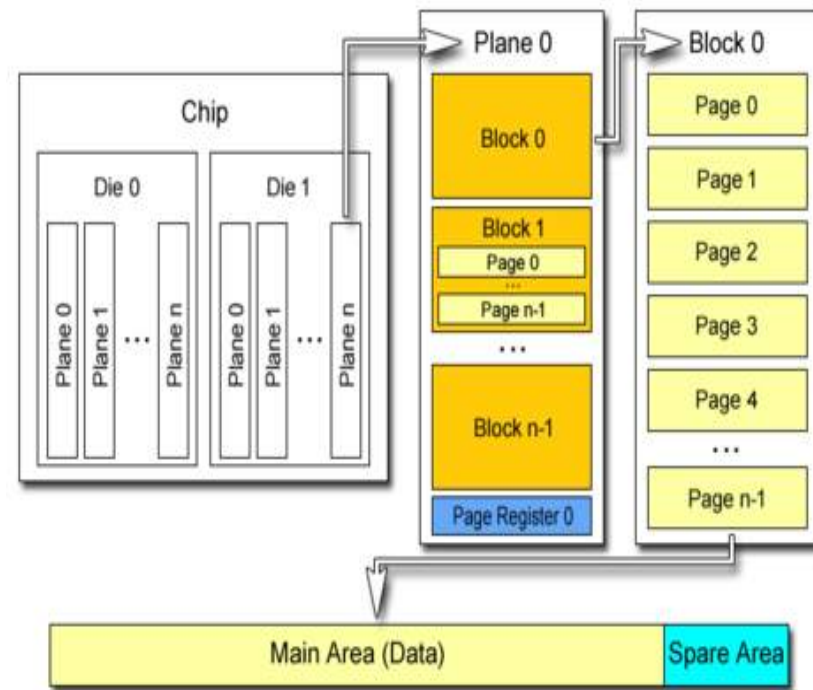 Chip
Die 0
Plane 0
Plane 1
...
Plane n
Die 1
Plane 0
Plane 1
...
Plane n
Plane 0
Block 0
Block 1
Page 0
...
Page n-1
...
Block n-1
Page Register 0
Block 0
Page 0
Page 1
Page 2
Page 3
Page 4
...
Page n-1
Main Area (Data)
Spare Area